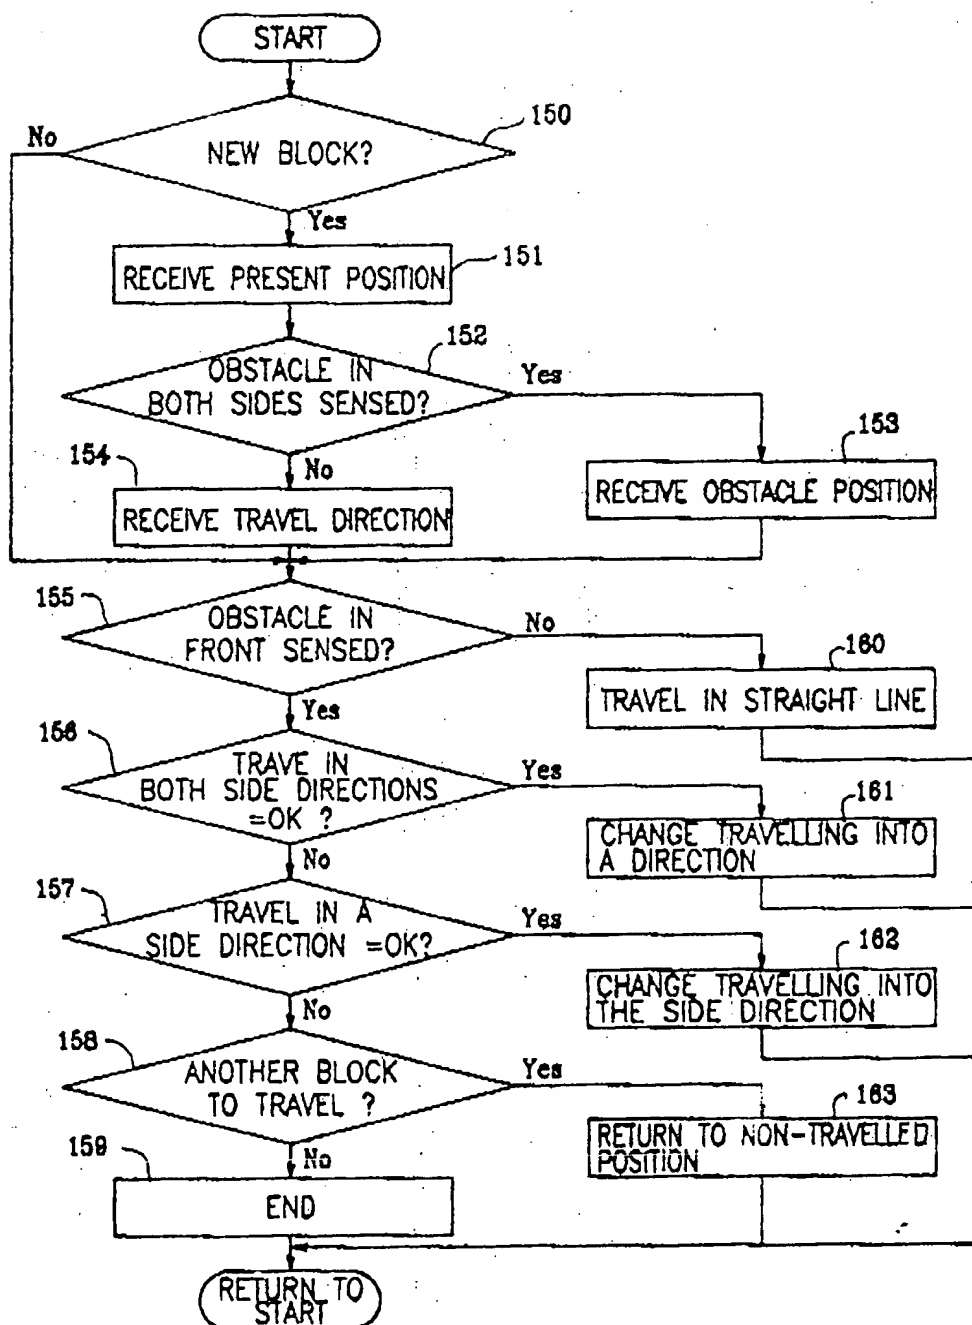 START
150
No
NEW BLOCK?
Yes
151
RECEIVE PRESENT POSITION
152
OBSTACLE IN
BOTH SIDES SENSED?
Yes
153
154
No
RECEIVE OBSTACLE POSITION
RECEIVE TRAVEL DIRECTION
155
OBSTACLE IN
FRONT SENSED?
No
160
TRAVEL IN STRAIGHT LINE
Yes
156
TRAVE IN
BOTH SIDE DIRECTIONS
=OK ?
Yes
161
CHANGE TRAVELLING INTO
A DIRECTION
No
157
TRAVEL IN A
SIDE DIRECTION =OK?
Yes
162
CHANGE TRAVELLING INTO
THE SIDE DIRECTION
No
158
ANOTHER BLOCK
TO TRAVEL ?
Yes
163
RETURN TO NON-TRAVELLED
POSITION
159
No
END
RETURN TO
START